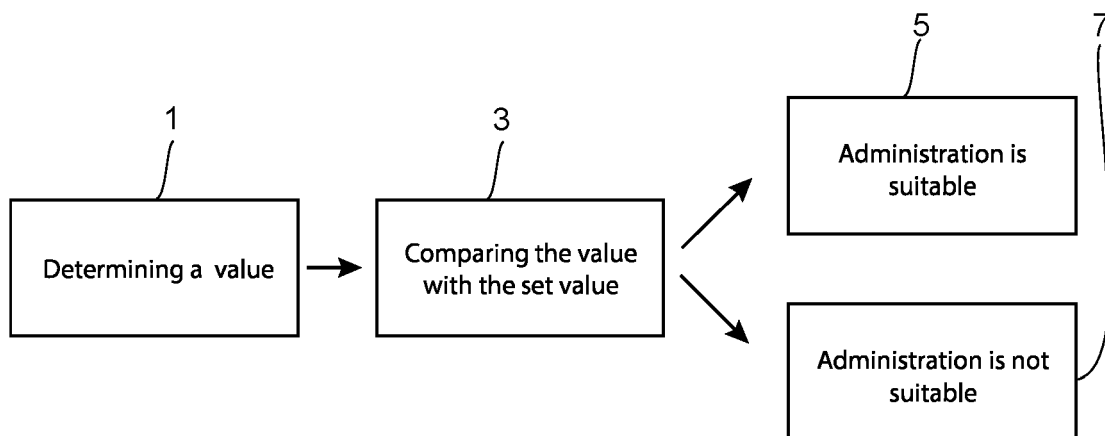 1
3
5
7
Determining a value
Comparing the value
with the set value
Administration is
suitable
Administration is not
suitable